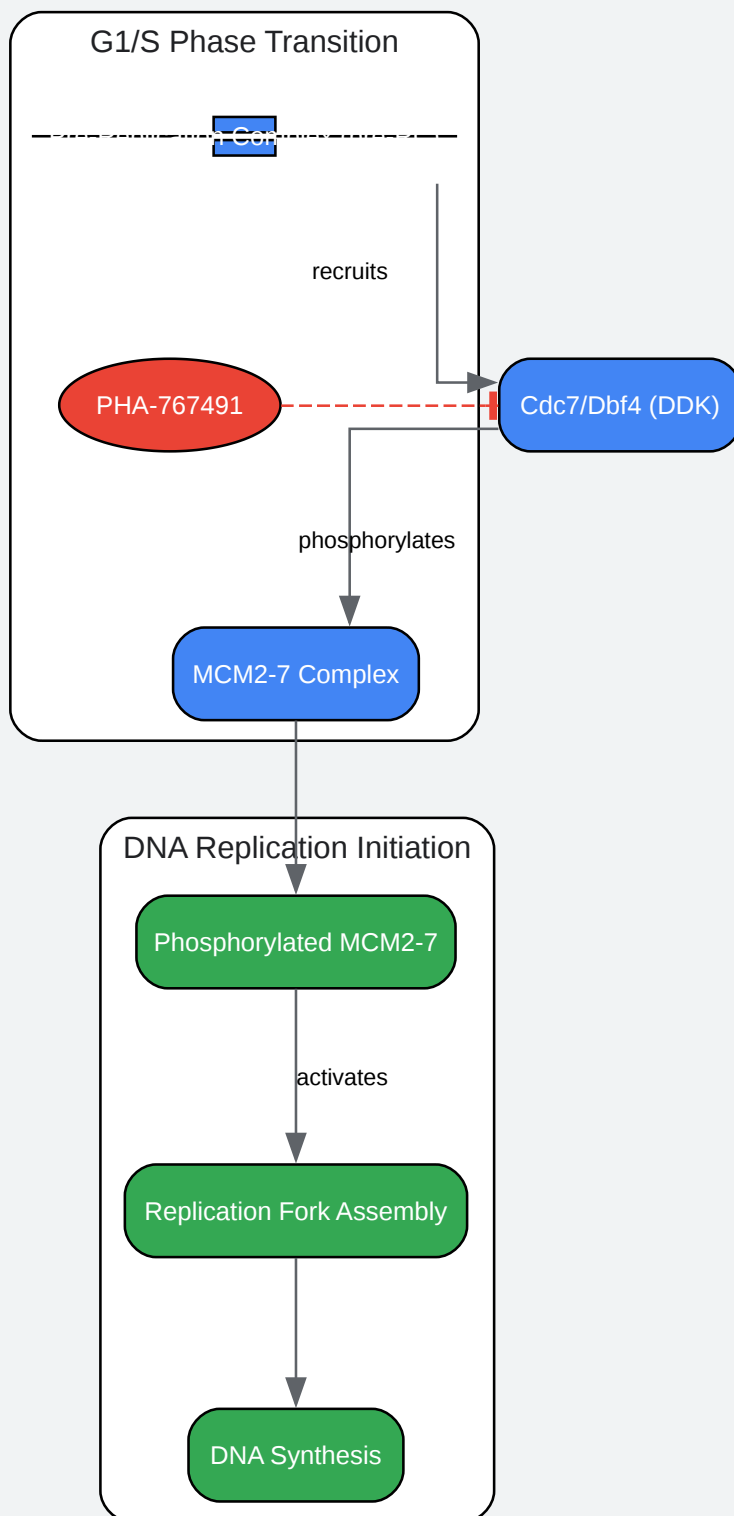 G1/S Phase Transition
recruits
PHA-767491
Cdc7/Dbf4 (DDK)
phosphorylates
MCM2-7 Complex
DNA Replication Initiation
Phosphorylated MCM2-7
activates
Replication Fork Assembly
DNA Synthesis